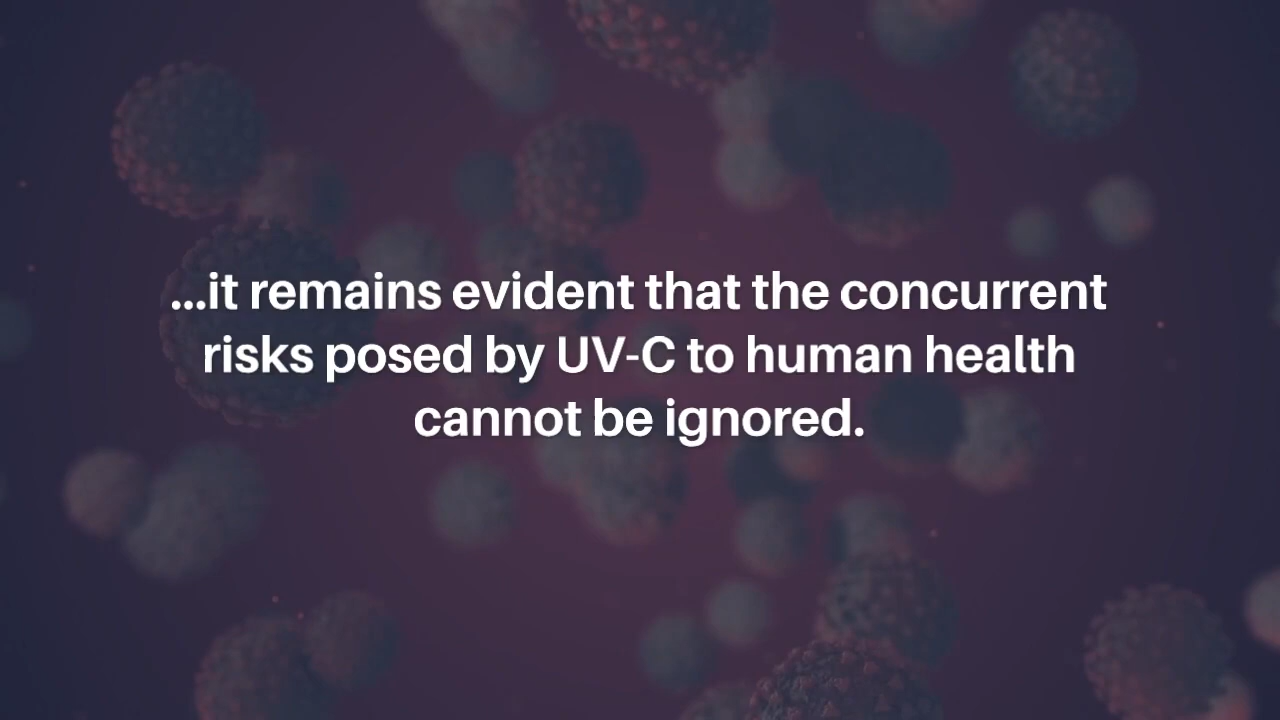 ...it remains evident that the concurrent
risks posed by UV-C to human health
cannot be ignored.